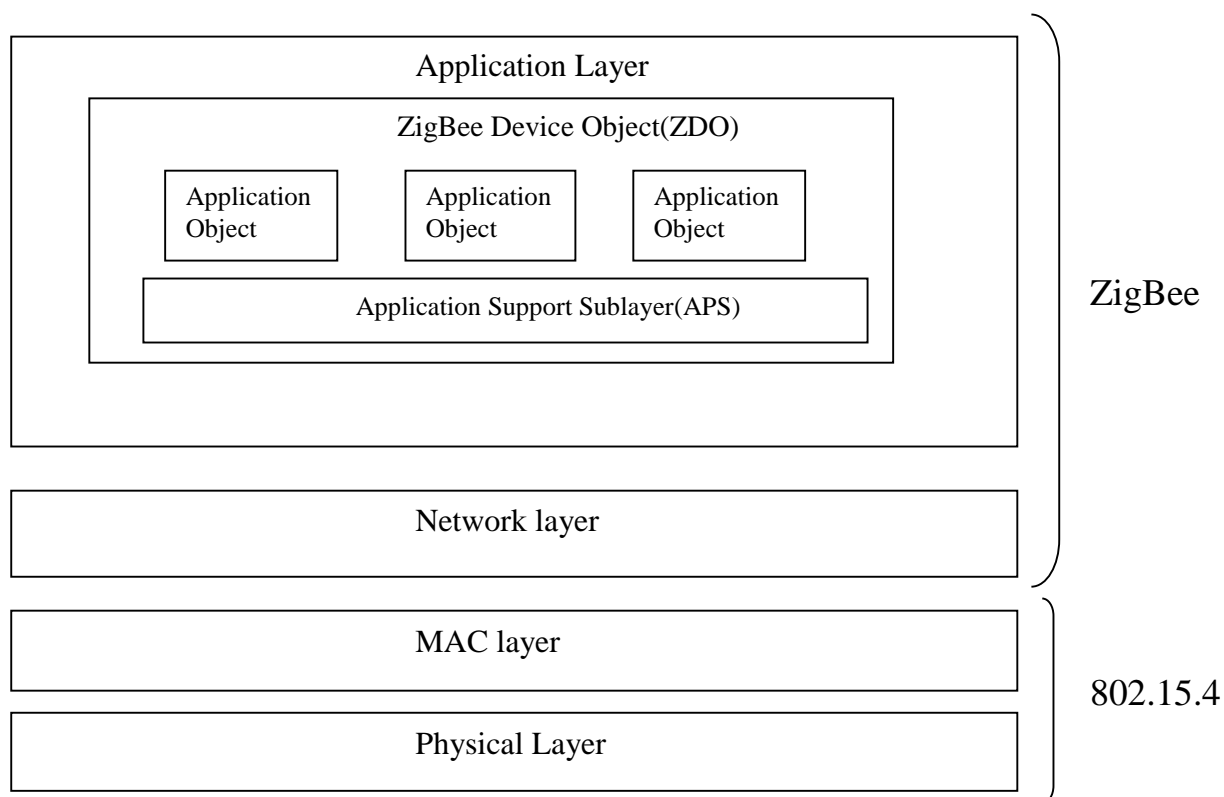 Application Layer
ZigBee Device Object(ZDO)
Application
Object
Application
Object
Application
Object
Application Support Sublayer(APS)
ZigBee
Network layer
MAC layer
802.15.4
Physical Layer